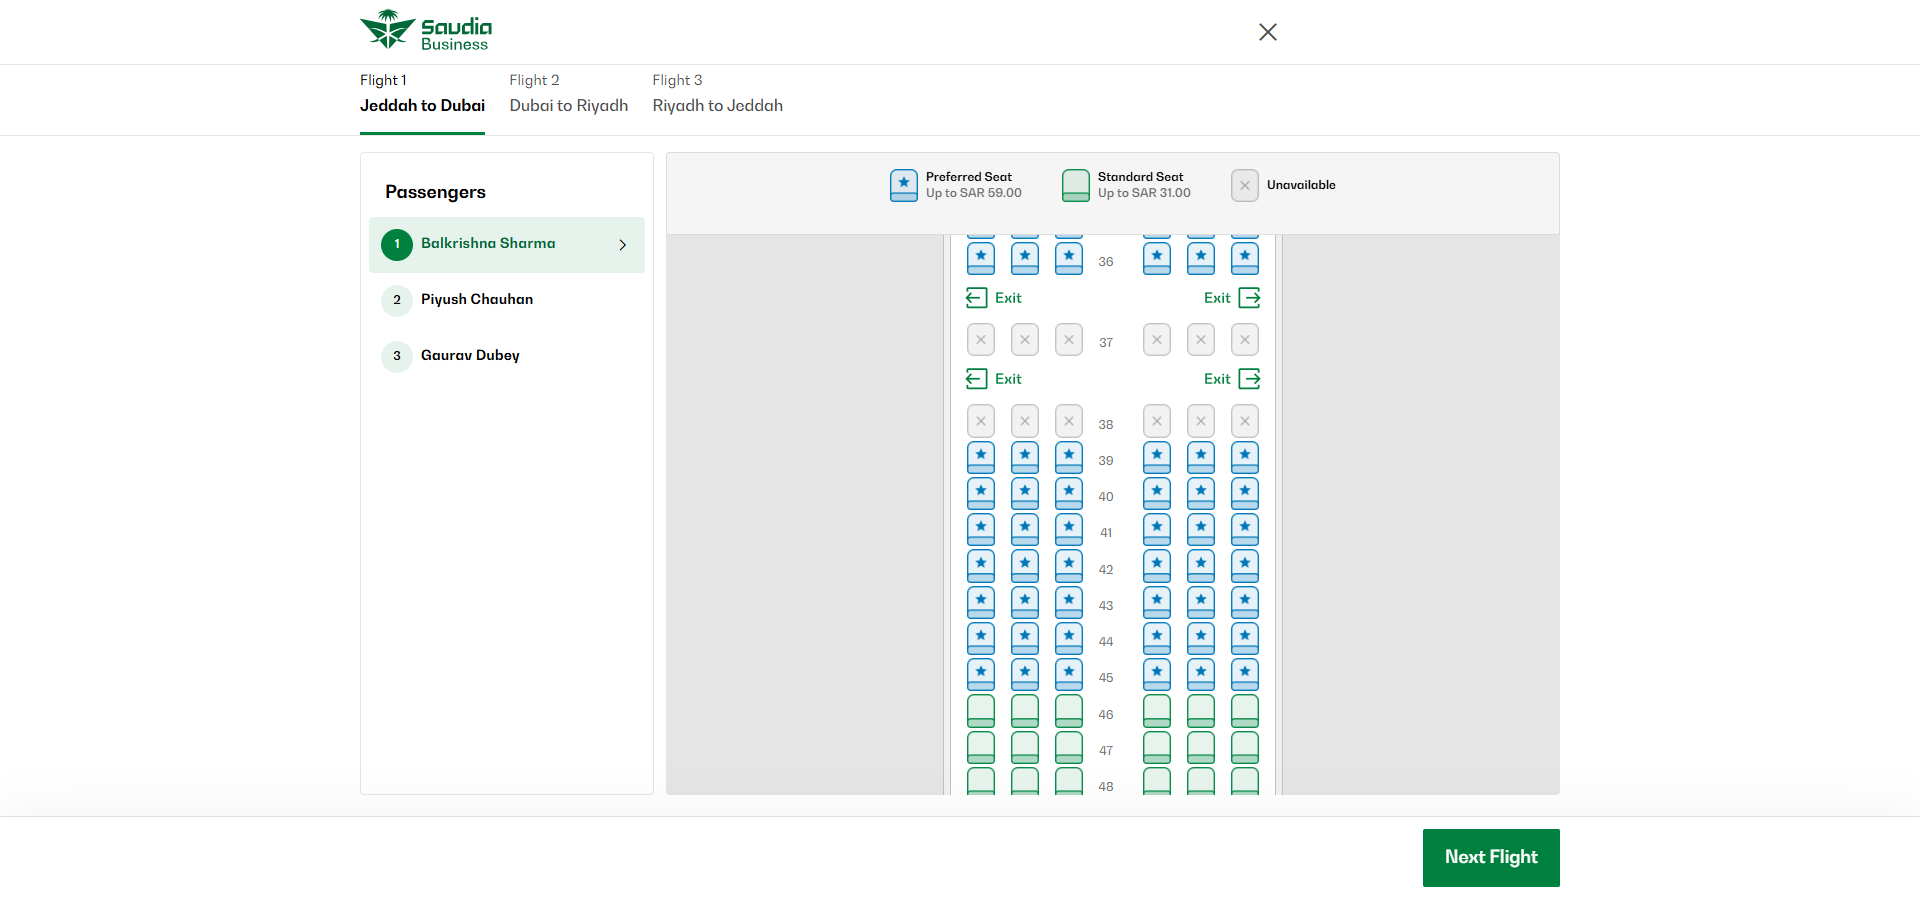 Saudia
Business
Flight 1
Jeddah to Dubai
Flight 2
Dubai to Riyadh
Flight 3
Riyadh to Jeddah
Passengers
1 Balkrishna Sharma
2 Piyush Chauhan
3 Gaurav Dubey
Preferred Seat
Up to SAR 59.00
Standard Seat
Up to SAR 31.00
Unavailable
36
Exit Exit
37
Exit Exit
38
39
40
41
42
43
44
45
46
47
48
Next Flight